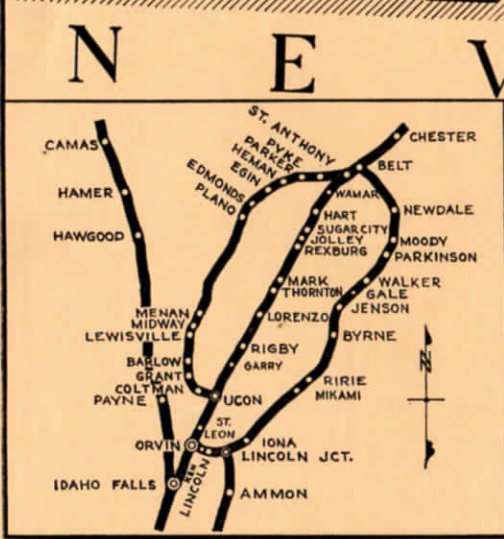 N E V
ST. ANTHONY
PYKE
PARKER
HEMAN
EGIN
EDMONDS
PLANO
CHESTER
BELT
CAMAS
HAMER
HAWGOOD
WAMAR
HART
SUGARCITY
JOLLEY
REXBURG
NEWDALE
MOODY
PARKINSON
MARK
THORNTON
WALKER
GALE
JENSON
MENAN
MIDWAY
LEWISVILLE
LORENZO
BYRNE
N
BARLOW
GRANT
COLTMAN
PAYNE
RIGBY
GARRY
UCON
RIRIE
MIKAMI
ST.
LEON
ORVIN
IONA
LINCOLN JCT.
LINCOLN
IDAHO FALLS
AMMON